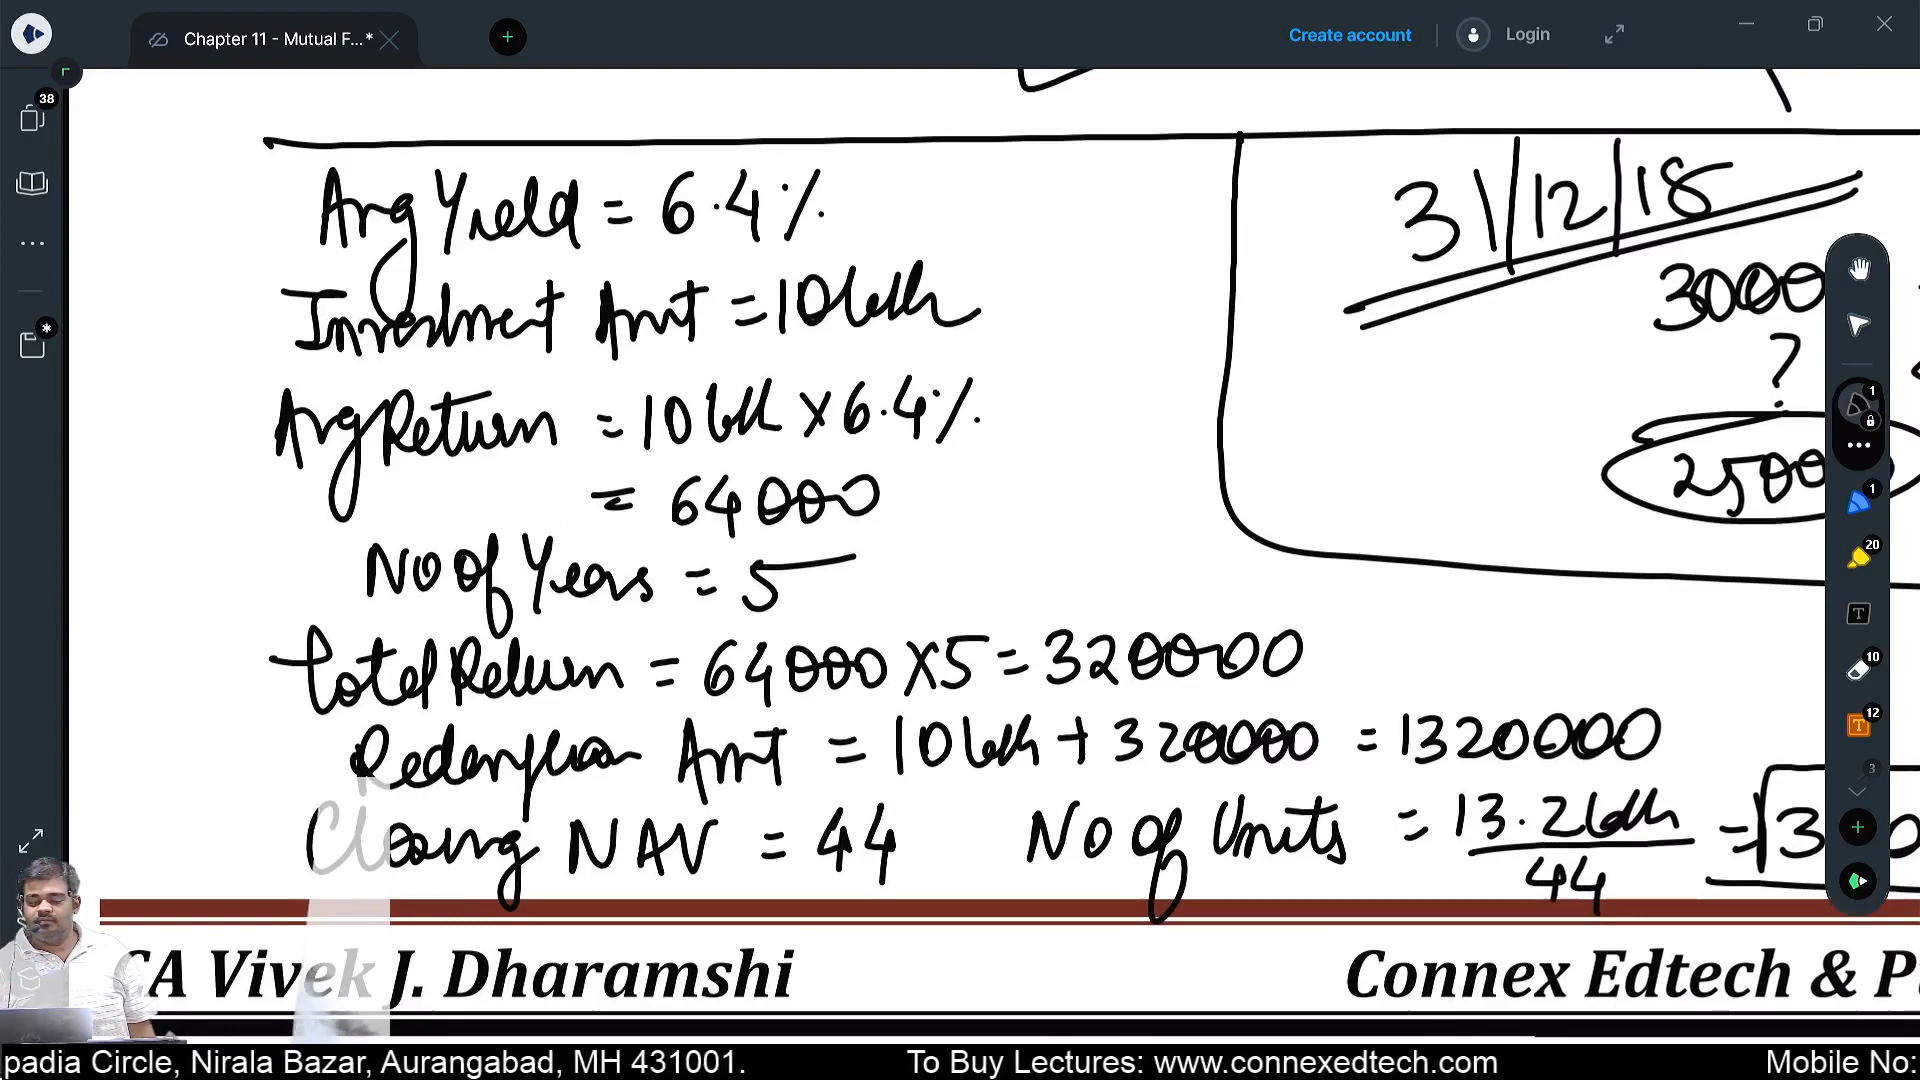 Chapter 11 - Mutual F...*
Create account
Login
38
Avg Yield = 6.4%
31/12/18
Investment Amt = 10 lakh
3000
?
Avg Return = 10 lakh × 6.4%
2500
= 64000
No of Years = 5
Total Return = 64000 × 5 = 320000
Redemption Amt = 10 lakh + 320000 = 1320000
Closing NAV = 44 No of Units = 13.2 lakh
44
= 3
1
1
20
T
10
T 12
3
CA Vivek J. Dharamshi
Connex Edtech & P
padia Circle, Nirala Bazar, Aurangabad, MH 431001. To Buy Lectures: www.connexedtech.com Mobile No: